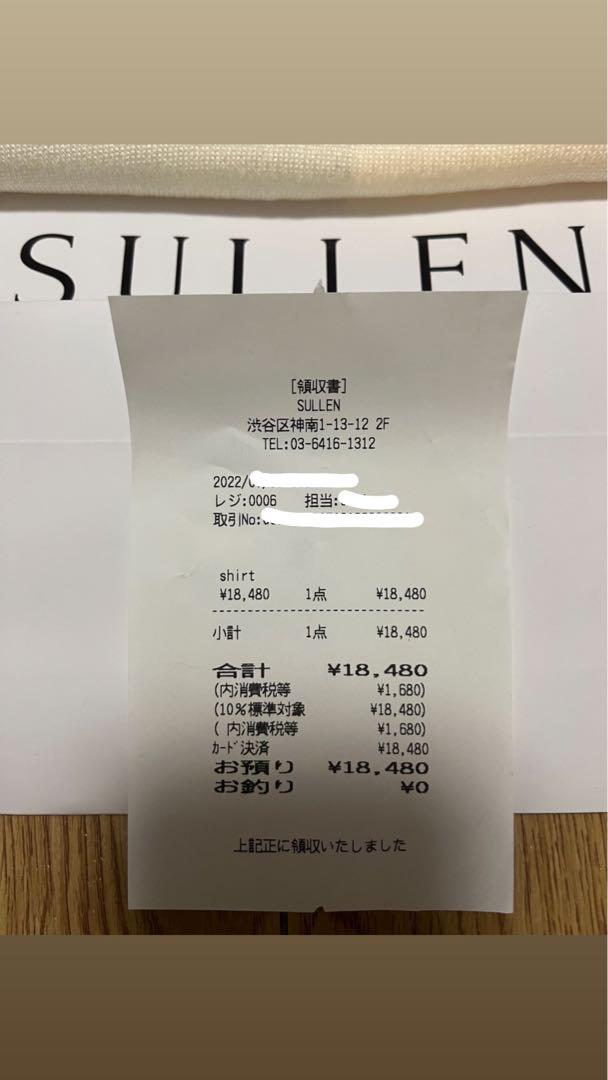 SULLEN
[領収書]
SULLEN
渋谷区神南1-13-12 2F
TEL:03-6416-1312
2022/0
レジ:0006 担当:
取引No:
shirt
¥18,480 1点 ¥18,480
小計 1点 ¥18,480
合計 ¥18,480
(内消費税等 ¥1,680)
(10%標準対象 ¥18,480)
( 内消費税等 ¥1,680)
ｶｰﾄﾞ決済 ¥18,480
お預り ¥18,480
お釣り ¥0
上記正に領収いたしました